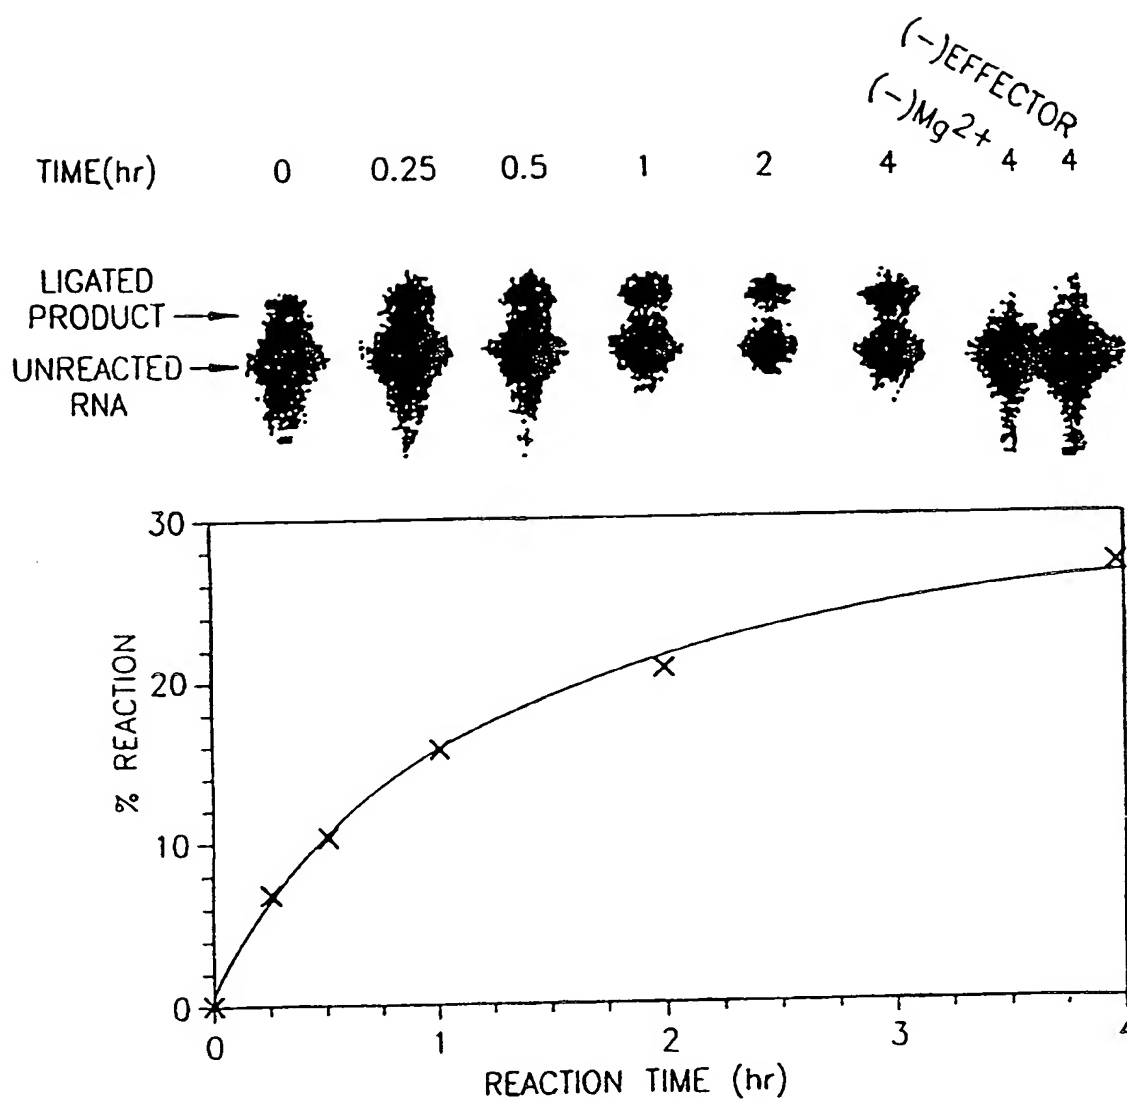 (-)EFFECTOR
(-)Mg2+
TIME(hr) 0 0.25 0.5 1 2 4 4 4
LIGATED
PRODUCT
UNREACTED
RNA
30
20
10
0
% REACTION
0 1 2 3 4
REACTION TIME (hr)